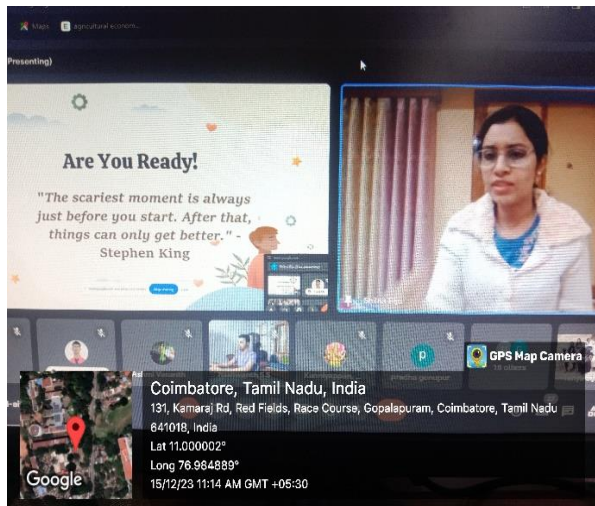 Maps
agricultural econom...
Presenting)
Are You Ready!
"The scariest moment is always
just before you start. After that,
things can only get better." -
Stephen King
P
GPS Map Camera
Coimbatore, Tamil Nadu, India
131, Kamaraj Rd, Red Fields, Race Course, Gopalapuram, Coimbatore, Tamil Nadu
641018, India
Lat 11.000002°
Long 76.984889°
15/12/23 11:14 AM GMT +05:30
Google